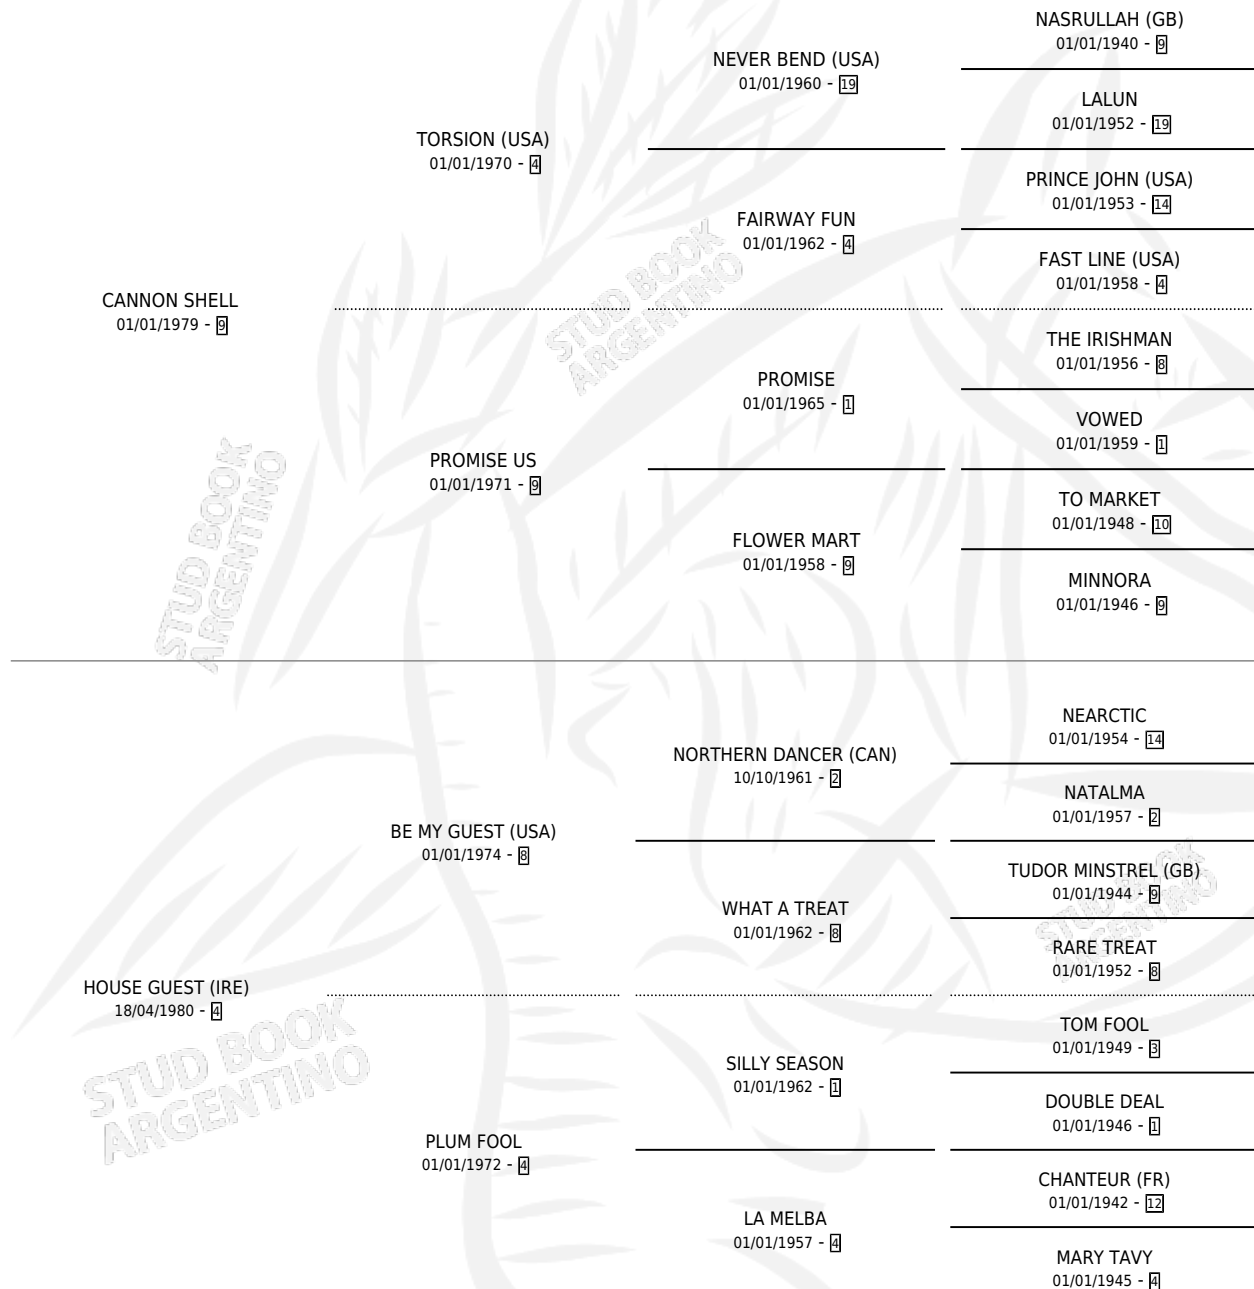 NASRULLAH (GB)
01/01/1940 - 9
NEVER BEND (USA)
01/01/1960 - 19
LALUN
01/01/1952 - 19
TORSION (USA)
01/01/1970 - 4
PRINCE JOHN (USA)
01/01/1953 - 14
FAIRWAY FUN
01/01/1962 - 4
FAST LINE (USA)
01/01/1958 - 4
CANNON SHELL
01/01/1979 - 9
THE IRISHMAN
01/01/1956 - 8
PROMISE
01/01/1965 - 1
VOWED
01/01/1959 - 1
PROMISE US
01/01/1971 - 9
TO MARKET
01/01/1948 - 10
FLOWER MART
01/01/1958 - 9
MINNORA
01/01/1946 - 9
NEARCTIC
01/01/1954 - 14
NORTHERN DANCER (CAN)
10/10/1961 - 2
NATALMA
01/01/1957 - 2
BE MY GUEST (USA)
01/01/1974 - 8
TUDOR MINSTREL (GB)
01/01/1944 - 9
WHAT A TREAT
01/01/1962 - 8
RARE TREAT
01/01/1952 - 8
HOUSE GUEST (IRE)
18/04/1980 - 4
TOM FOOL
01/01/1949 - 3
SILLY SEASON
01/01/1962 - 1
DOUBLE DEAL
01/01/1946 - 1
PLUM FOOL
01/01/1972 - 4
CHANTEUR (FR)
01/01/1942 - 12
LA MELBA
01/01/1957 - 4
MARY TAVY
01/01/1945 - 4
STUD BOOK
ARGENTINO
STUD BOOK
ARGENTINO
STUD BOOK
ARGENTINO
STUD BOOK
ARGENTINO